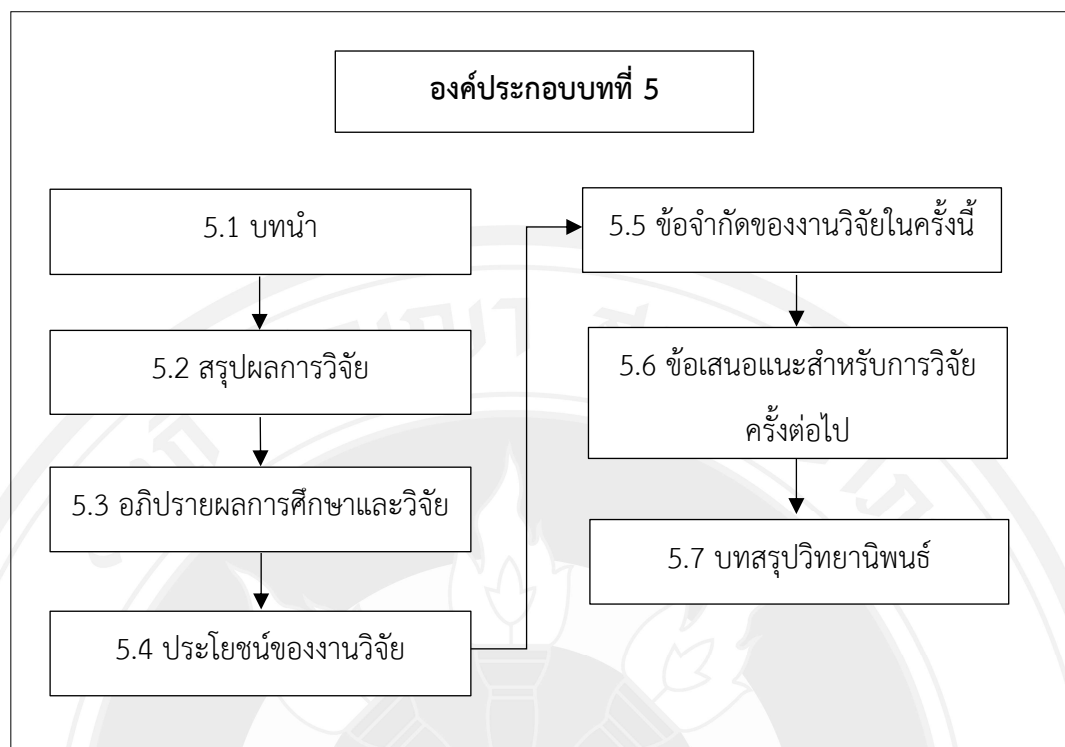 องค์ประกอบบทที่ 5
5.1 บทนำ
5.2 สรุปผลการวิจัย
5.3 อภิปรายผลการศึกษาและวิจัย
5.4 ประโยชน์ของงานวิจัย
5.5 ข้อจำกัดของงานวิจัยในครั้งนี้
5.6 ข้อเสนอแนะสำหรับการวิจัย
ครั้งต่อไป
5.7 บทสรุปวิทยานิพนธ์